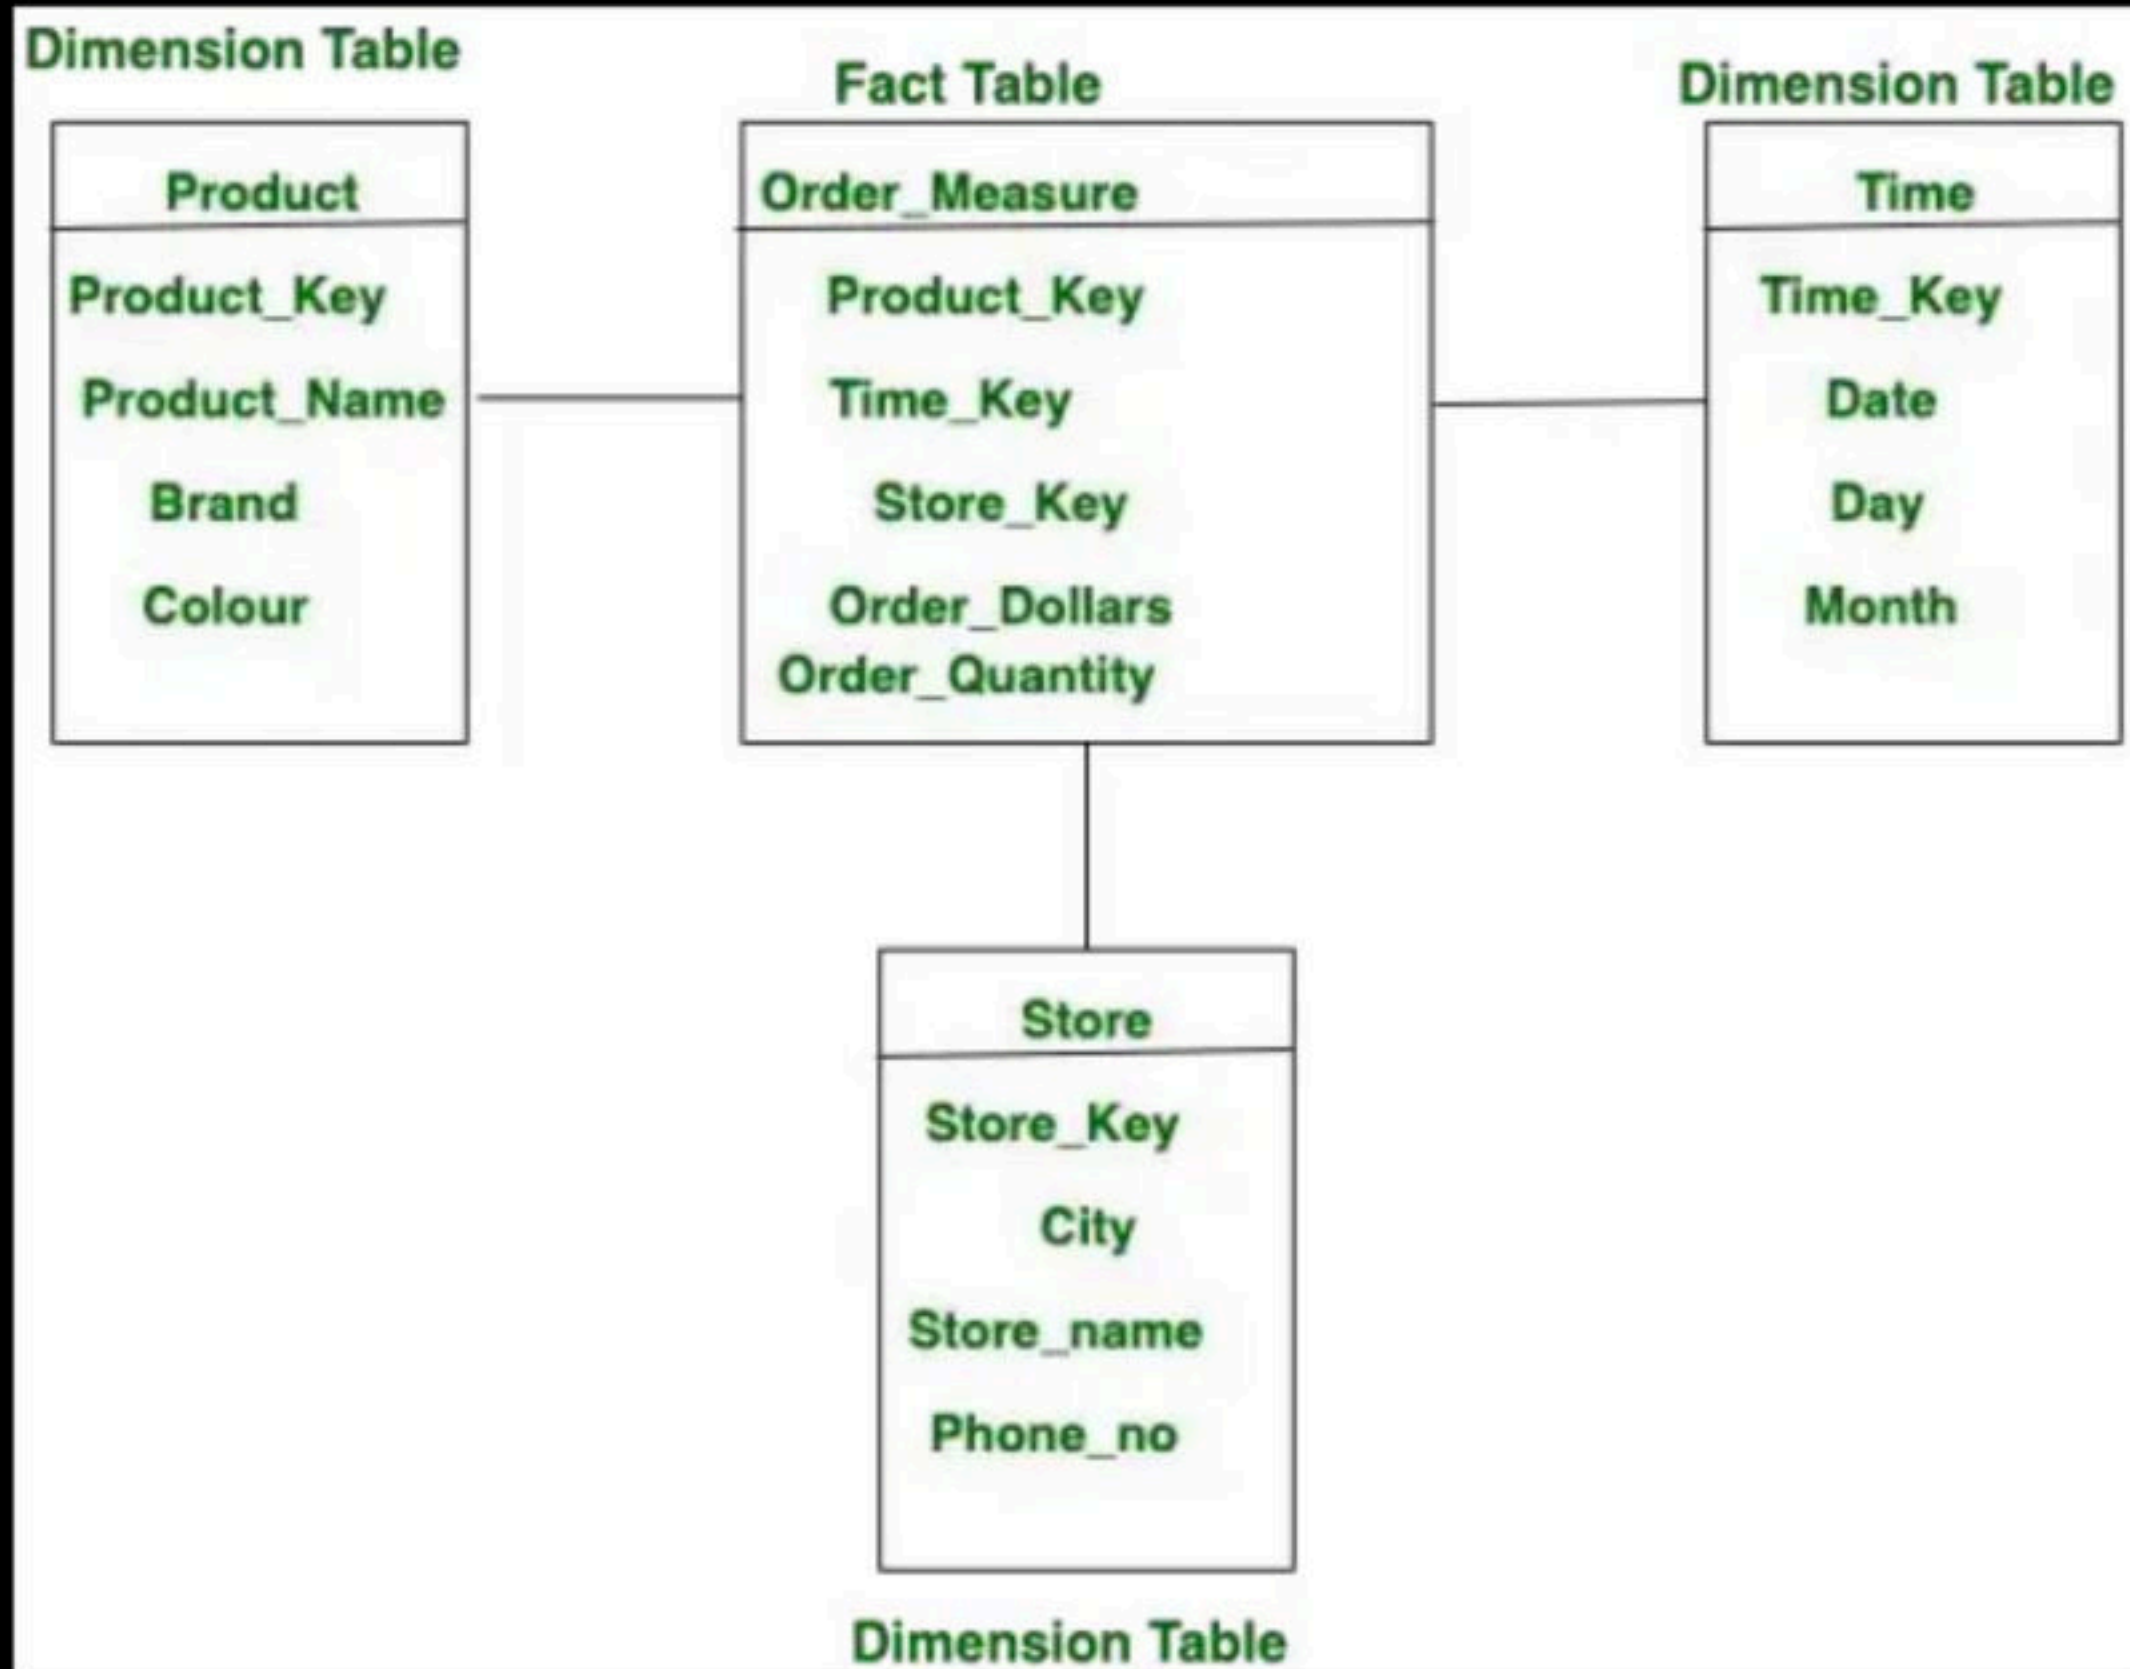 Dimension Table
Product
Product_Key
Product_Name
Brand
Colour
Fact Table
Order_Measure
Product_Key
Time_Key
Store_Key
Order_Dollars
Order_Quantity
Dimension Table
Time
Time_Key
Date
Day
Month
Store
Store_Key
City
Store_name
Phone_no
Dimension Table